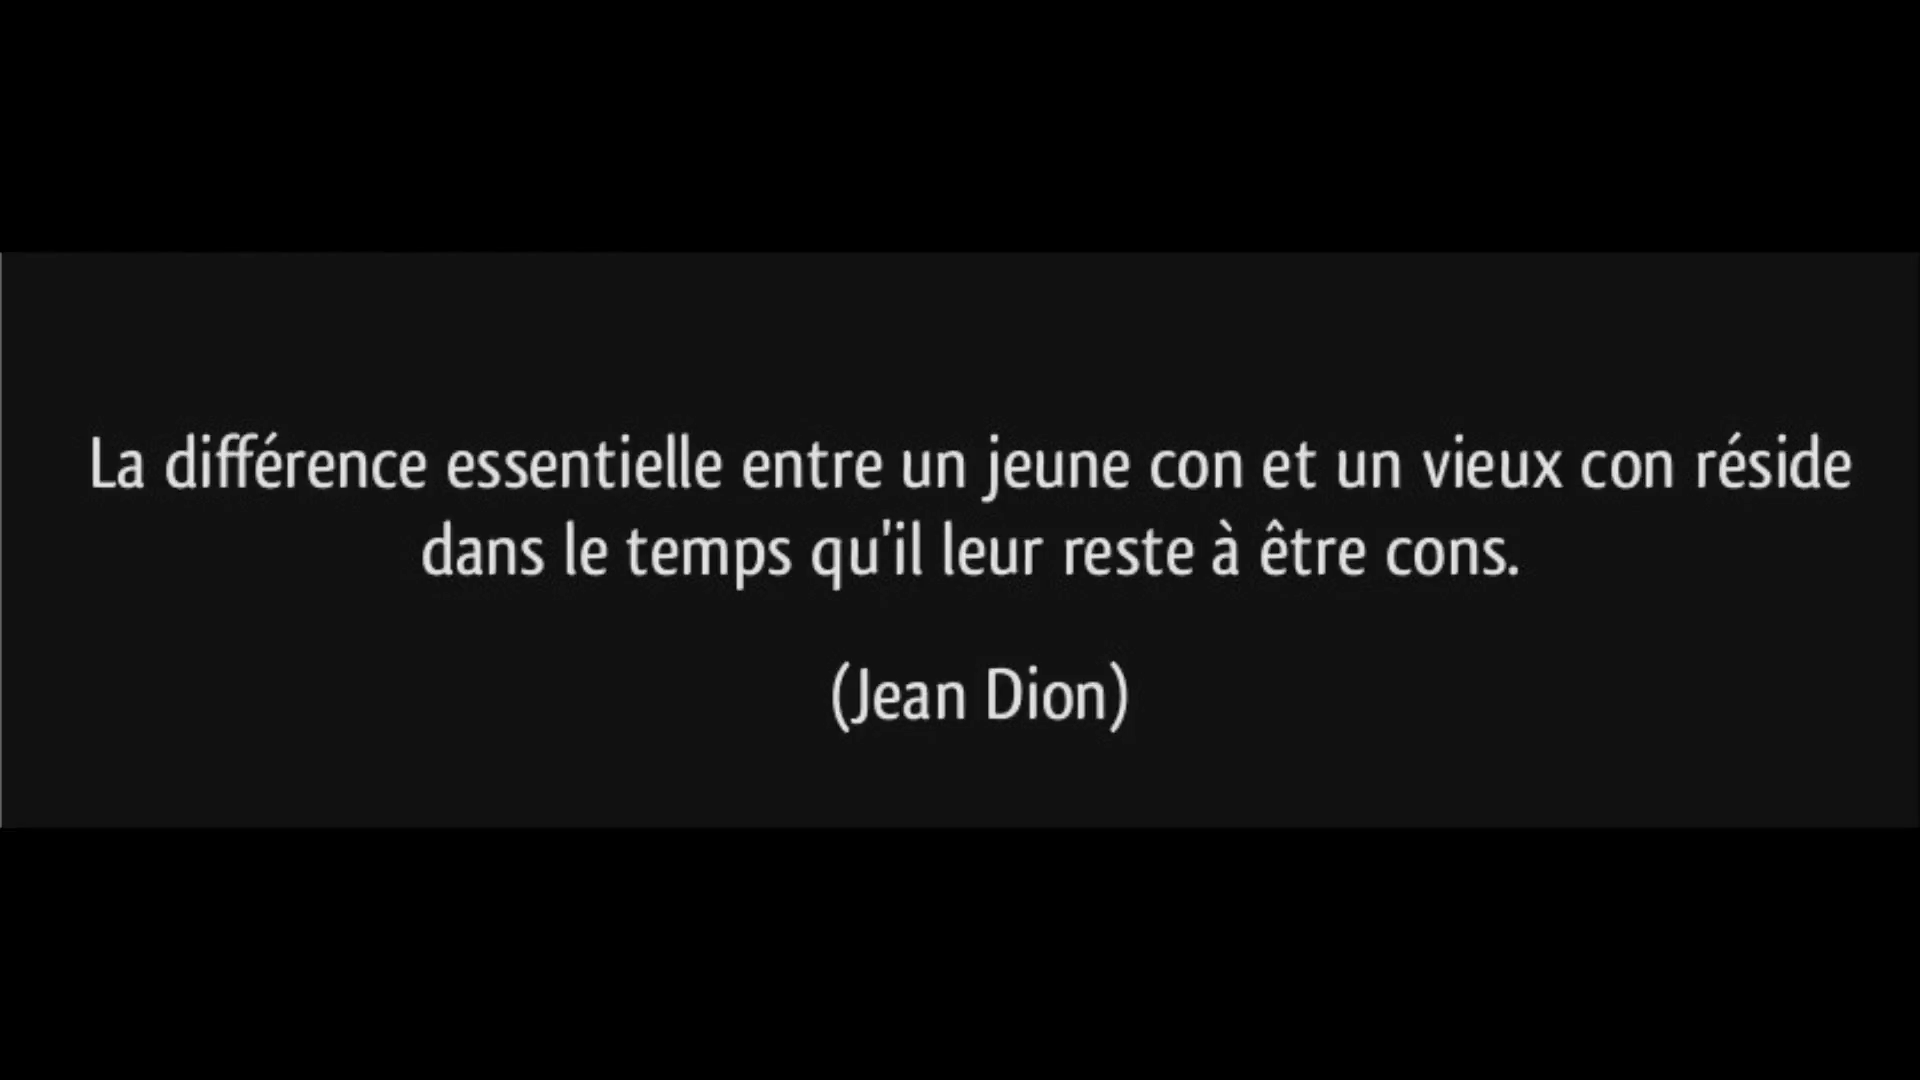 La différence essentielle entre un jeune con et un vieux con réside
dans le temps qu'il leur reste à être cons.
(Jean Dion)